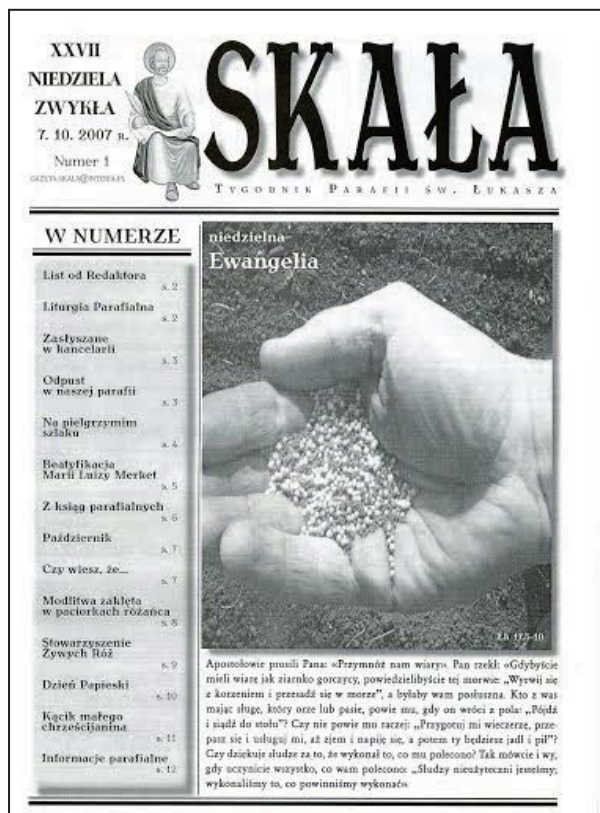 XXVII
NIEDZIELA
ZWYKŁA
7. 10. 2007 R.
Numer 1
GAZETA.SKALA@INTERIA.PL
SKAŁA
TYGODNIK PARAFII ŚW. ŁUKASZA
W NUMERZE
List od Redaktora
s. 2
Liturgia Parafialna
s. 2
Zasłyszane
w kancelarii
s. 3
Odpust
w naszej parafii
s. 3
Na pielgrzymim
szlaku
s. 4
Beatyfikacja
Marii Luizy Merket
s. 5
Z ksiąg parafialnych
s. 6
Październik
s. 7
Czy wiesz, że...
s. 7
Modlitwa zaklęta
w paciorkach różańca
s. 8
Stowarzyszenie
Żywych Róż
s. 9
Dzień Papieski
s. 10
Kącik małego
chrześcijanina
s. 11
Informacje parafialne
s. 12
niedzielna
Ewangelia
Łk 17,5-10
Apostołowie prosili Pana: «Przymnóż nam wiary». Pan rzekł: «Gdybyście
mieli wiarę jak ziarnko gorczycy, powiedzielibyście tej morwie: „Wyrwij się
z korzeniem i przesadź się w morze”, a byłaby wam posłuszna. Kto z was
mając sługę, który orze lub pasie, powie mu, gdy on wróci z pola: „Pójdź
i siądź do stołu”? Czy nie powie mu raczej: „Przygotuj mi wieczerzę, prze-
pasz się i usługuj mi, aż zjem i napiję się, a potem ty będziesz jadł i pił”?
Czy dziękuje słudze za to, że wykonał to, co mu polecono? Tak mówcie i wy,
gdy uczynicie wszystko, co wam polecono: „Słudzy nieużyteczni jesteśmy;
wykonaliśmy to, co powinniśmy wykonać»